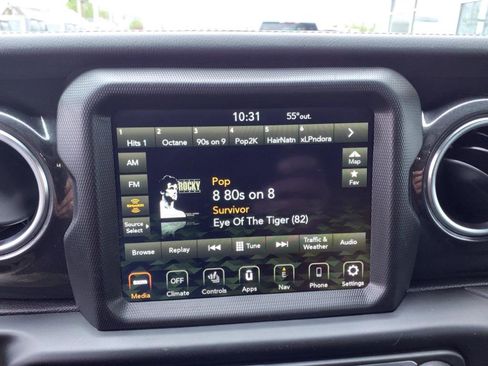 10:31 55°out.
1 2 3 4 5 6
Hits 1 Octane 90s on 9 Pop2K HairNatn xLPndora
AM
FM
Source
Select
ROCKY
Pop
8 80s on 8
Survivor
Eye Of The Tiger (82)
Map
Fav
Browse Replay Tune Traffic &
Weather Audio
OFF
Media Climate Controls Apps Nav Phone Settings